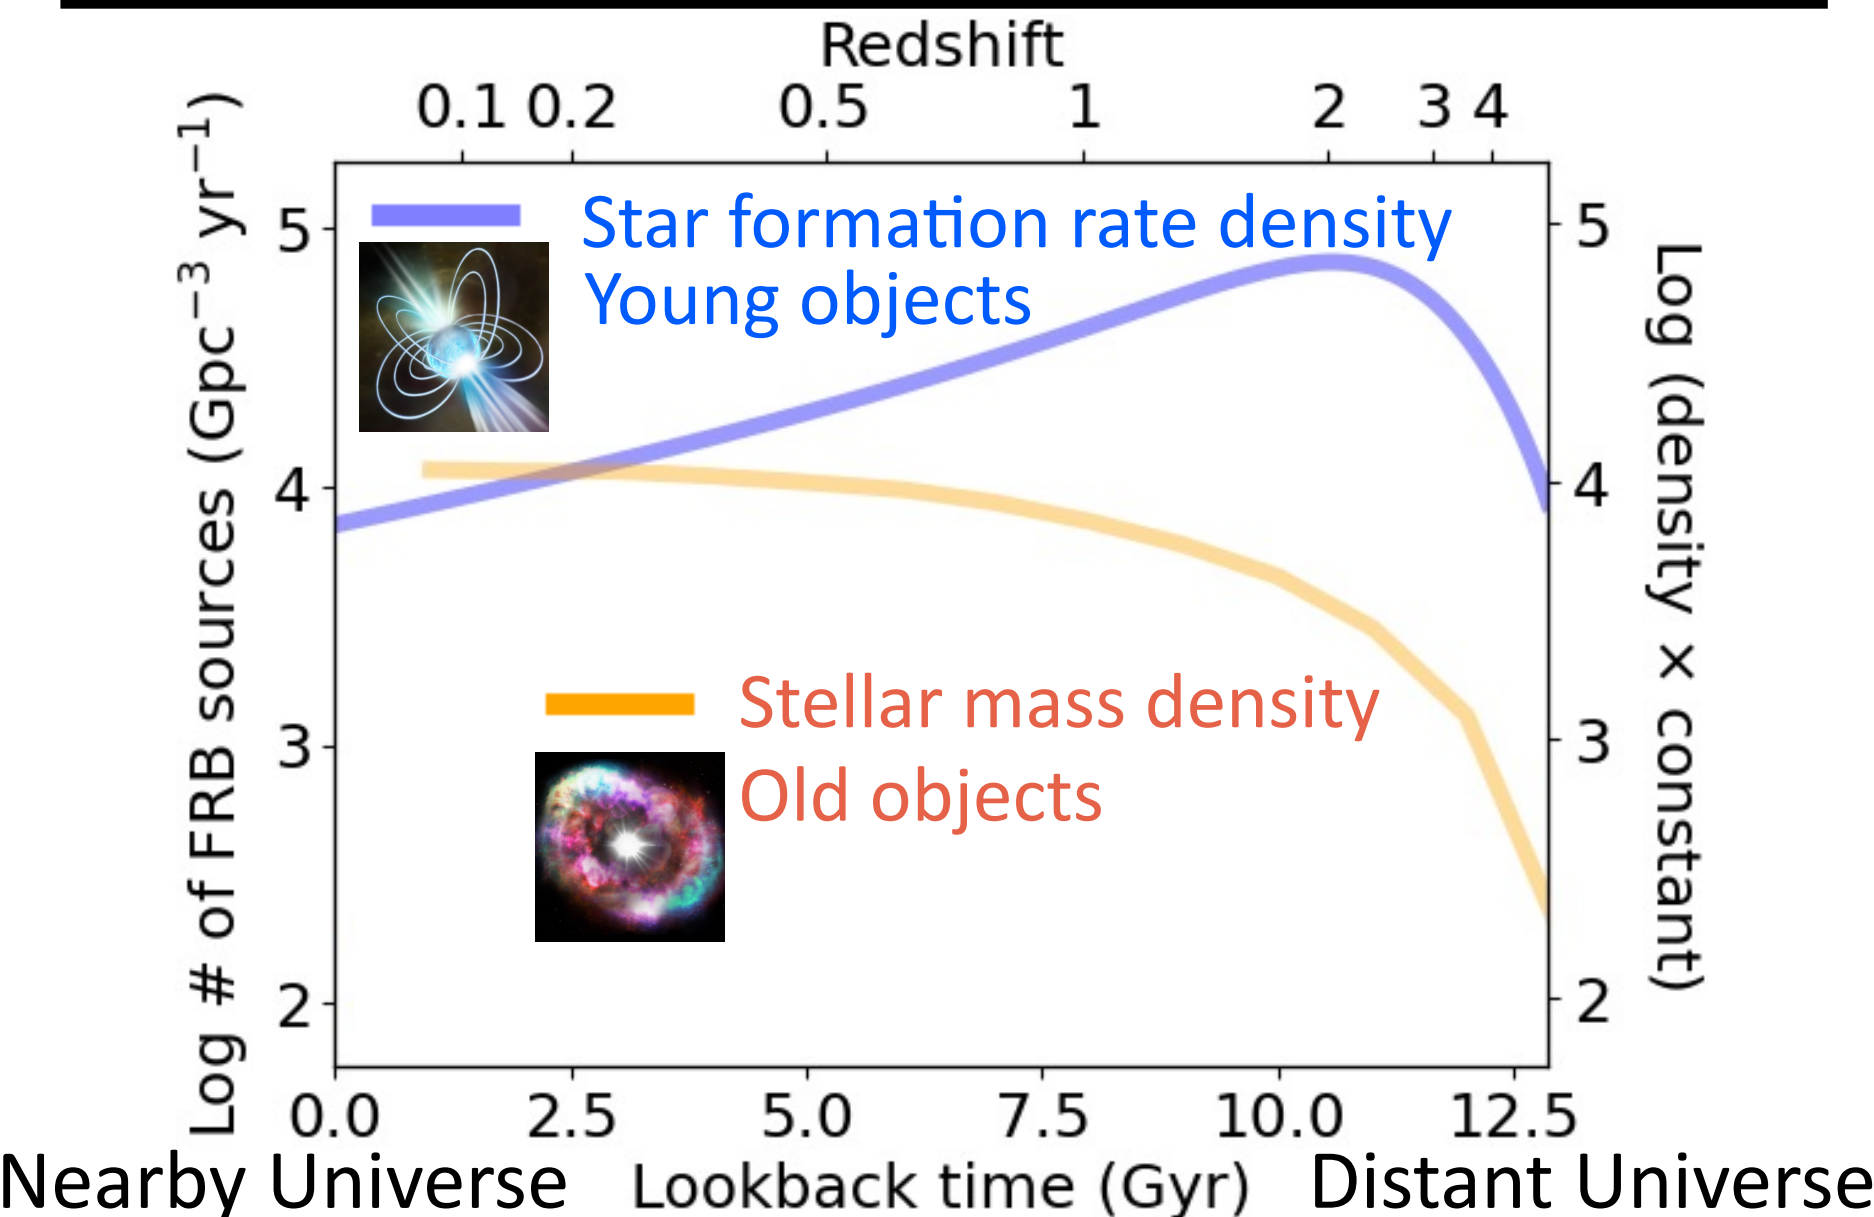 Redshift
0.1 0.2 0.5 1 2 3 4
Log # of FRB sources (Gpc⁻³ yr⁻¹)
5
4
3
2
Star formation rate density
Young objects
Stellar mass density
Old objects
5
4
3
2
Log (density × constant)
0.0 2.5 5.0 7.5 10.0 12.5
Nearby Universe Lookback time (Gyr) Distant Universe